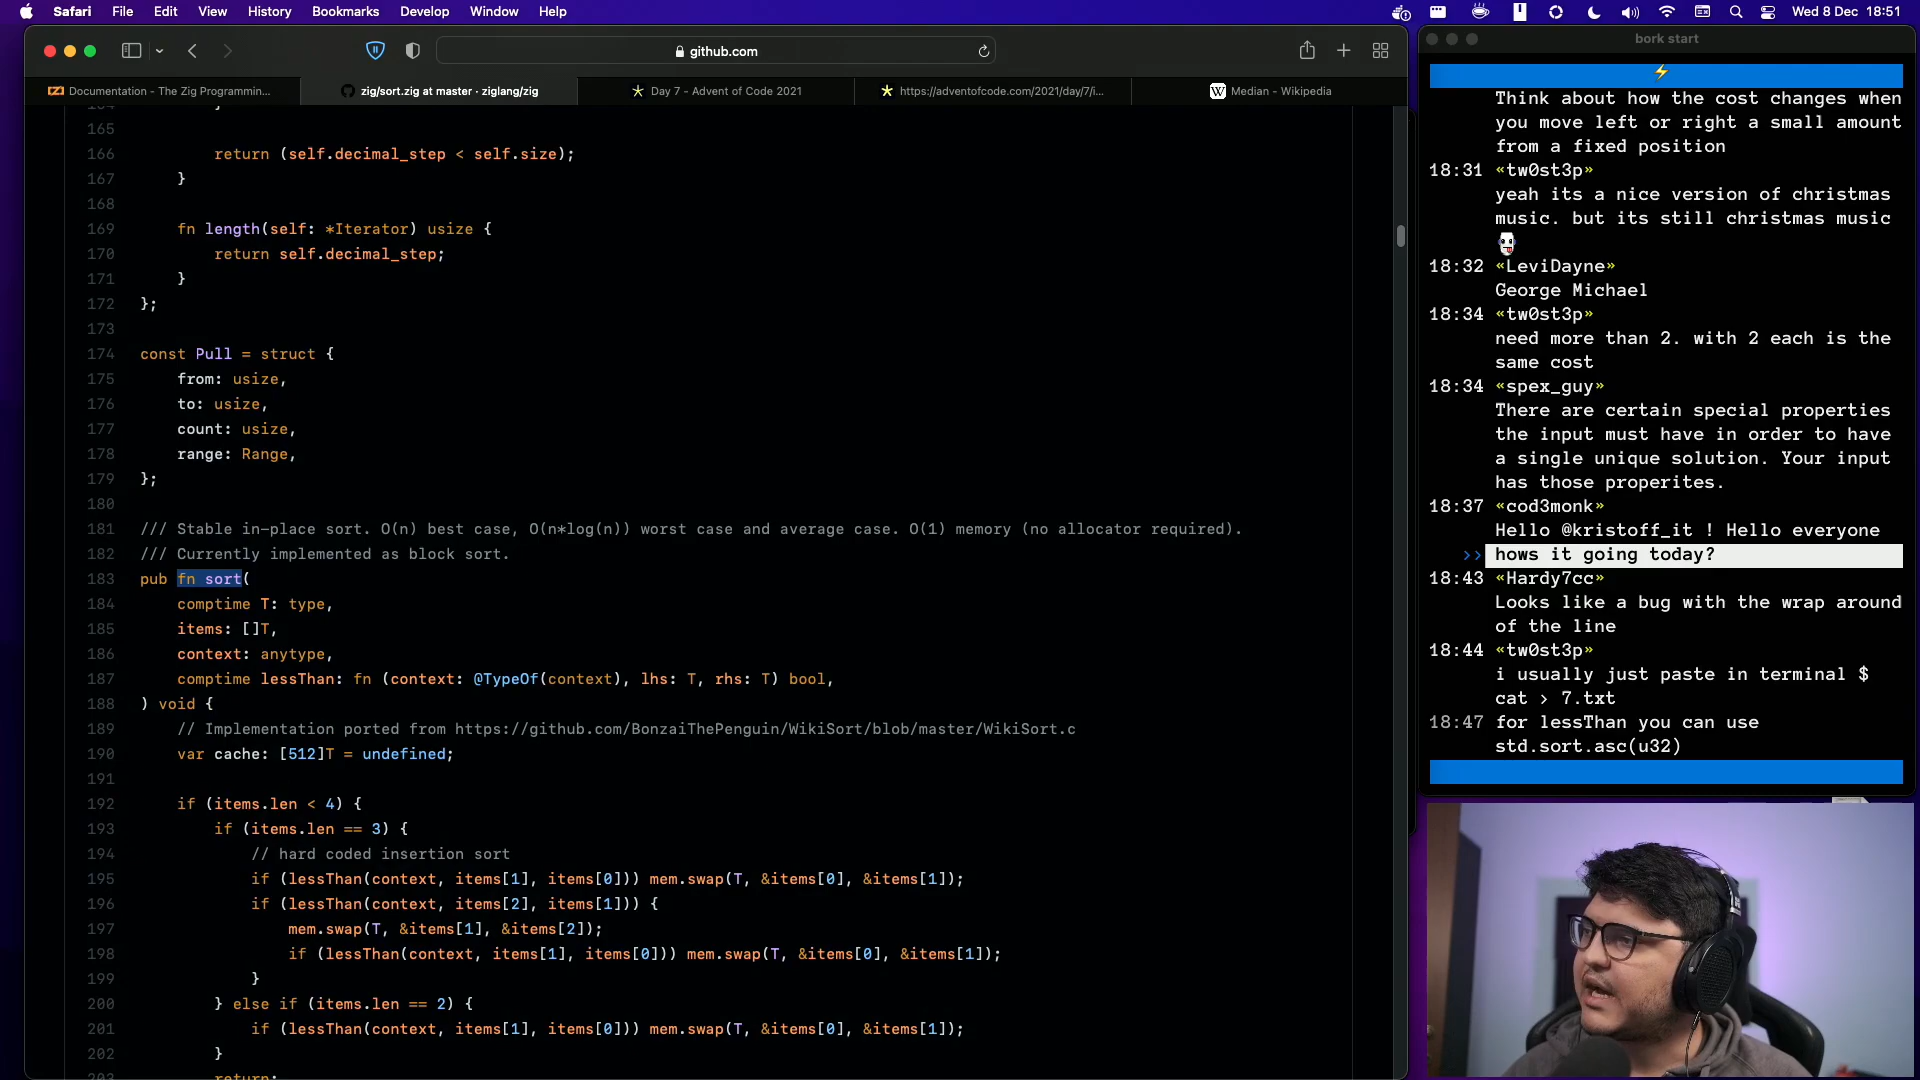 Safari File Edit View History Bookmarks Develop Window Help
Wed 8 Dec 18:51
github.com
Documentation - The Zig Programmin...
zig/sort.zig at master · ziglang/zig
Day 7 - Advent of Code 2021
https://adventofcode.com/2021/day/7/i...
W Median - Wikipedia
165
166 return (self.decimal_step < self.size);
167 }
168
169 fn length(self: *Iterator) usize {
170 return self.decimal_step;
171 }
172 };
173
174 const Pull = struct {
175 from: usize,
176 to: usize,
177 count: usize,
178 range: Range,
179 };
180
181 /// Stable in-place sort. O(n) best case, O(n*log(n)) worst case and average case. O(1) memory (no allocator required).
182 /// Currently implemented as block sort.
183 pub fn sort(
184 comptime T: type,
185 items: []T,
186 context: anytype,
187 comptime lessThan: fn (context: @TypeOf(context), lhs: T, rhs: T) bool,
188 ) void {
189 // Implementation ported from https://github.com/BonzaiThePenguin/WikiSort/blob/master/WikiSort.c
190 var cache: [512]T = undefined;
191
192 if (items.len < 4) {
193 if (items.len == 3) {
194 // hard coded insertion sort
195 if (lessThan(context, items[1], items[0])) mem.swap(T, &items[0], &items[1]);
196 if (lessThan(context, items[2], items[1])) {
197 mem.swap(T, &items[1], &items[2]);
198 if (lessThan(context, items[1], items[0])) mem.swap(T, &items[0], &items[1]);
199 }
200 } else if (items.len == 2) {
201 if (lessThan(context, items[1], items[0])) mem.swap(T, &items[0], &items[1]);
202 }
203 return;
bork start
Think about how the cost changes when
you move left or right a small amount
from a fixed position
18:31 «tw0st3p»
yeah its a nice version of christmas
music. but its still christmas music
18:32 «LeviDayne»
George Michael
18:34 «tw0st3p»
need more than 2. with 2 each is the
same cost
18:34 «spex_guy»
There are certain special properties
the input must have in order to have
a single unique solution. Your input
has those properites.
18:37 «cod3monk»
Hello @kristoff_it ! Hello everyone
>> hows it going today?
18:43 «Hardy7cc»
Looks like a bug with the wrap around
of the line
18:44 «tw0st3p»
i usually just paste in terminal $
cat > 7.txt
18:47 for lessThan you can use
std.sort.asc(u32)